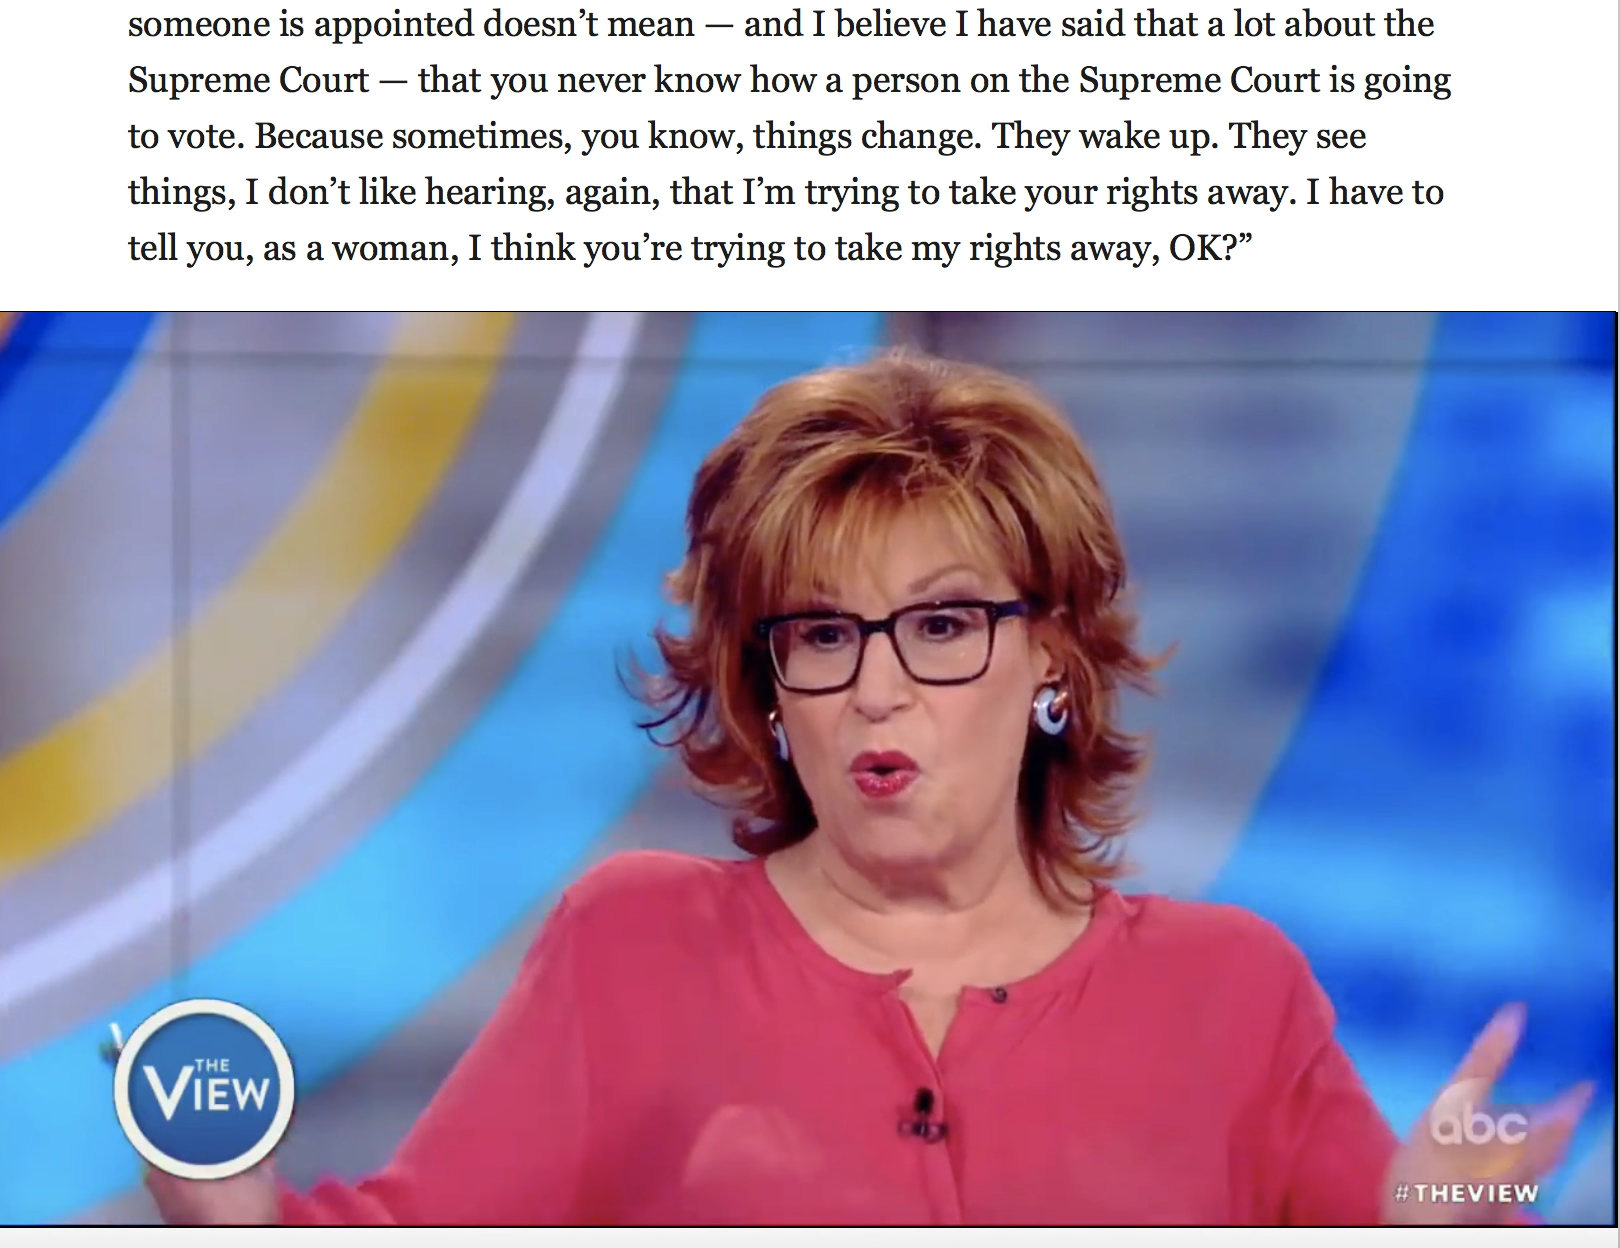 someone is appointed doesn’t mean — and I believe I have said that a lot about the
Supreme Court — that you never know how a person on the Supreme Court is going
to vote. Because sometimes, you know, things change. They wake up. They see
things, I don’t like hearing, again, that I’m trying to take your rights away. I have to
tell you, as a woman, I think you’re trying to take my rights away, OK?”
THE
VIEW
abc
#THEVIEW